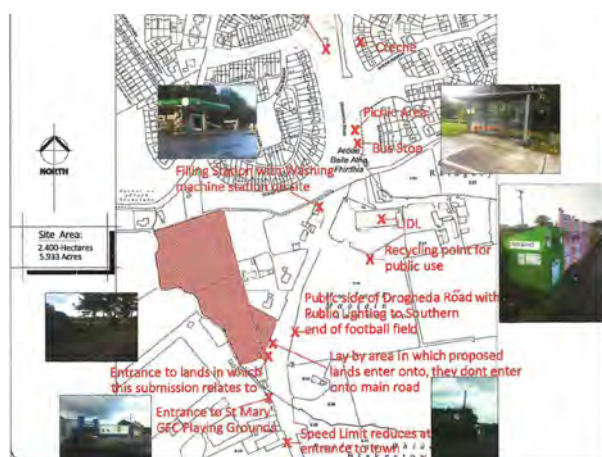 Creche
Picnic Area
Bus Stop
Filling Station with Washing
machine station on site
NORTH
LIDL
Site Area:
2.400-Hectares
5.933 Acres
Recycling point for
public use
Public side of Drogheda Road with
Public Lighting to Southern
end of football field
Lay by area in which proposed
lands enter onto, they dont enter
onto main road
Entrance to lands in which
this submission relates to
Entrance to St Mary'
GFC Playing Grounds
Speed Limit reduces at
entrance to town